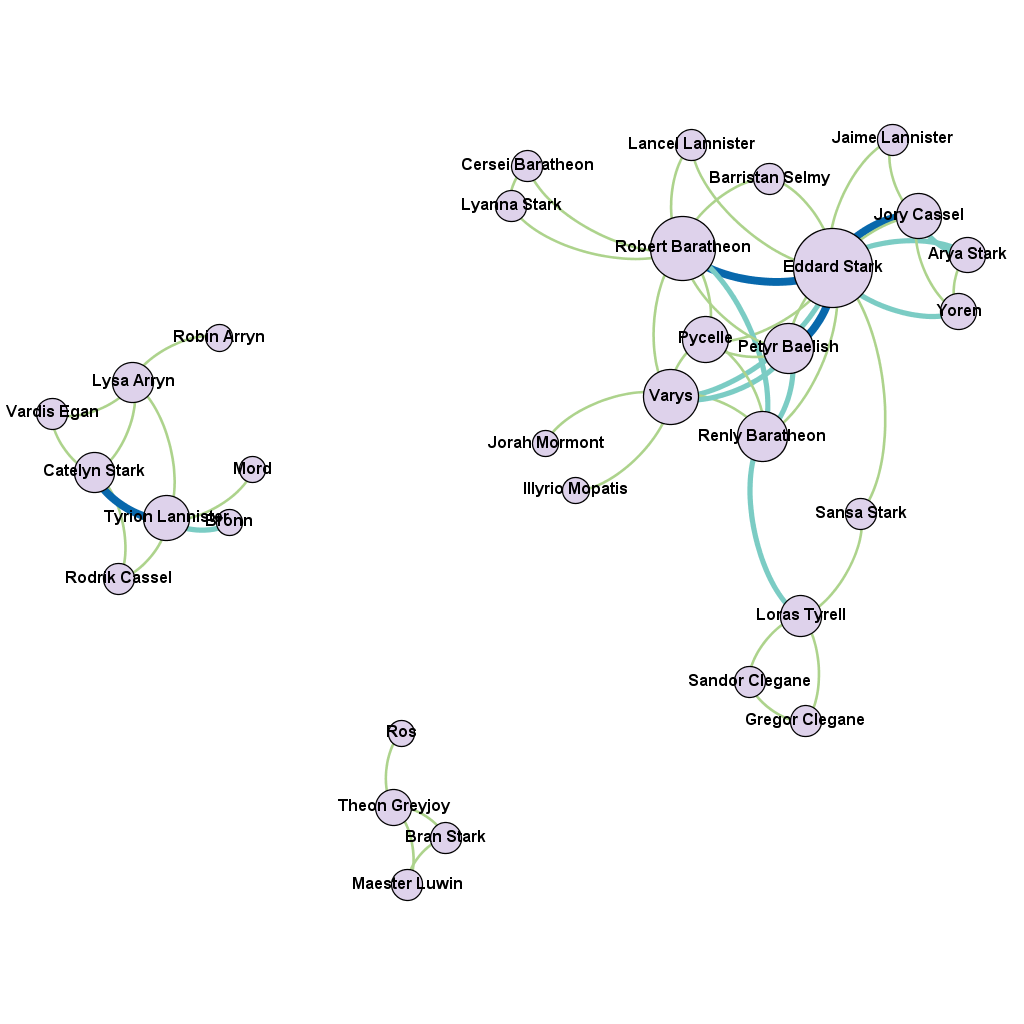 Jaime Lannister
Lancel Lannister
Cersei Baratheon
Barristan Selmy
Lyanna Stark
Jory Cassel
Robert Baratheon
Arya Stark
Eddard Stark
Yoren
Robin Arryn
Pycelle
Petyr Baelish
Lysa Arryn
Varys
Vardis Egan
Renly Baratheon
Jorah Mormont
Mord
Catelyn Stark
Illyrio Mopatis
Sansa Stark
Tyrion Lannister
Bronn
Rodrik Cassel
Loras Tyrell
Sandor Clegane
Gregor Clegane
Ros
Theon Greyjoy
Bran Stark
Maester Luwin